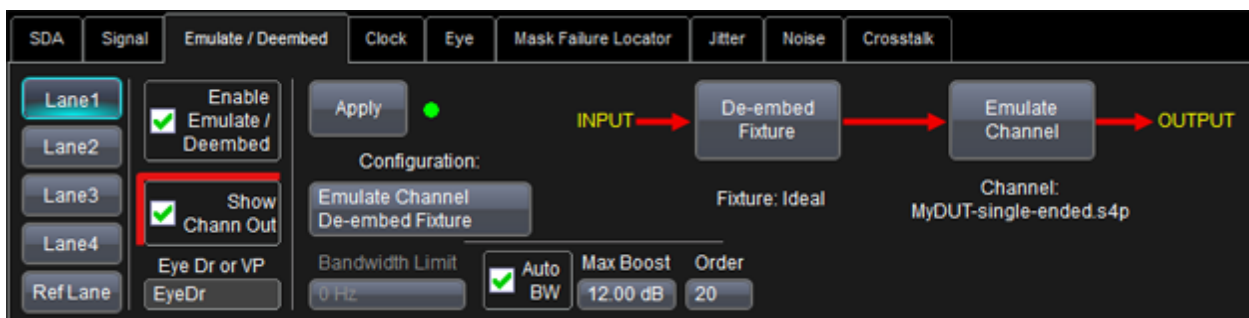 SDA Signal Emulate / Deembed Clock Eye Mask Failure Locator Jitter Noise Crosstalk
Lane1
Lane2
Lane3
Lane4
Ref Lane
Enable
Emulate /
Deembed
Show
Chann Out
Eye Dr or VP
EyeDr
Apply
Configuration:
Emulate Channel
De-embed Fixture
Bandwidth Limit
0 Hz
Auto
BW
Max Boost
12.00 dB
Order
20
INPUT
De-embed
Fixture
Fixture: Ideal
Emulate
Channel
Channel:
MyDUT-single-ended.s4p
OUTPUT